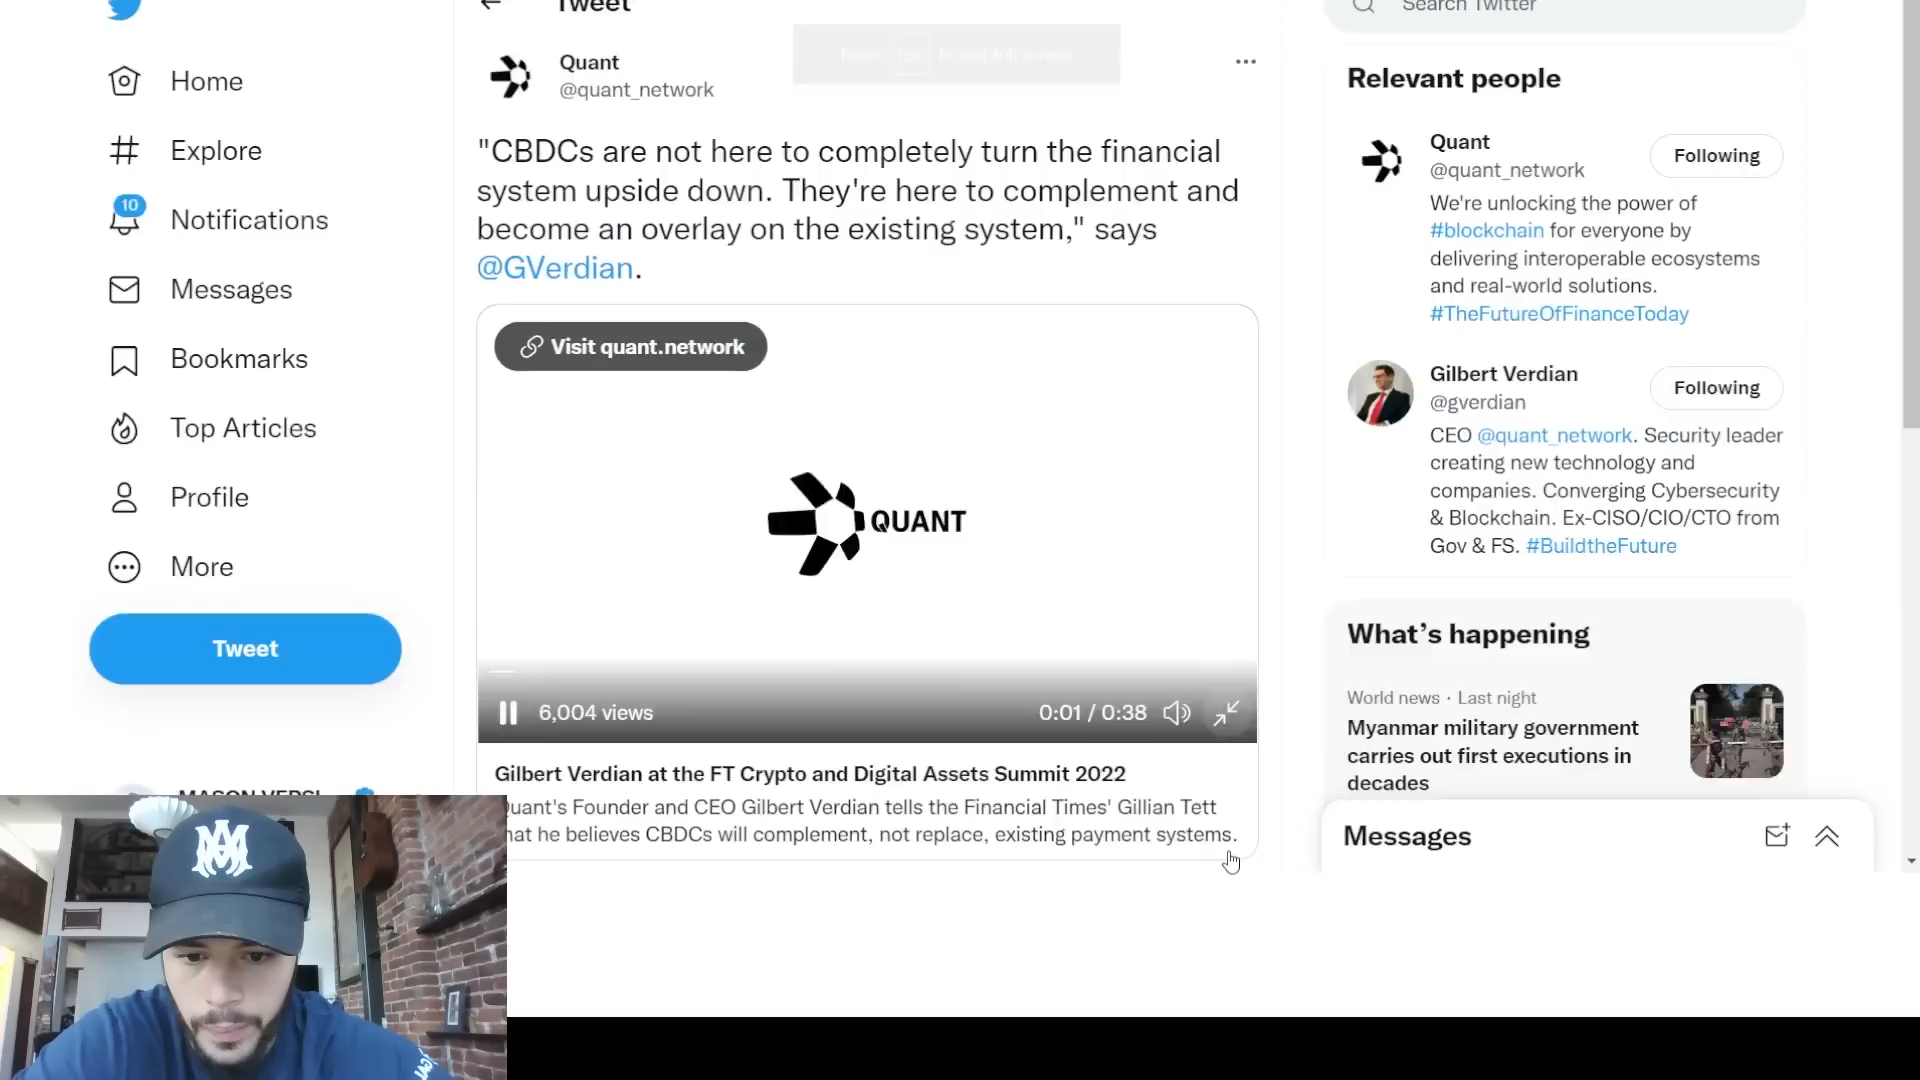 Tweet
Search Twitter
Home
Explore
10
Notifications
Messages
Bookmarks
Top Articles
Profile
More
Tweet
Quant
@quant_network
"CBDCs are not here to completely turn the financial
system upside down. They're here to complement and
become an overlay on the existing system," says
@GVerdian.
Visit quant.network
QUANT
6,004 views
0:01 / 0:38
Gilbert Verdian at the FT Crypto and Digital Assets Summit 2022
Quant's Founder and CEO Gilbert Verdian tells the Financial Times' Gillian Tett
that he believes CBDCs will complement, not replace, existing payment systems.
Relevant people
Quant
Following
@quant_network
We're unlocking the power of
#blockchain for everyone by
delivering interoperable ecosystems
and real-world solutions.
#TheFutureOfFinanceToday
Gilbert Verdian
Following
@gverdian
CEO @quant_network. Security leader
creating new technology and
companies. Converging Cybersecurity
& Blockchain. Ex-CISO/CIO/CTO from
Gov & FS. #BuildtheFuture
What's happening
World news · Last night
Myanmar military government
carries out first executions in
decades
Messages